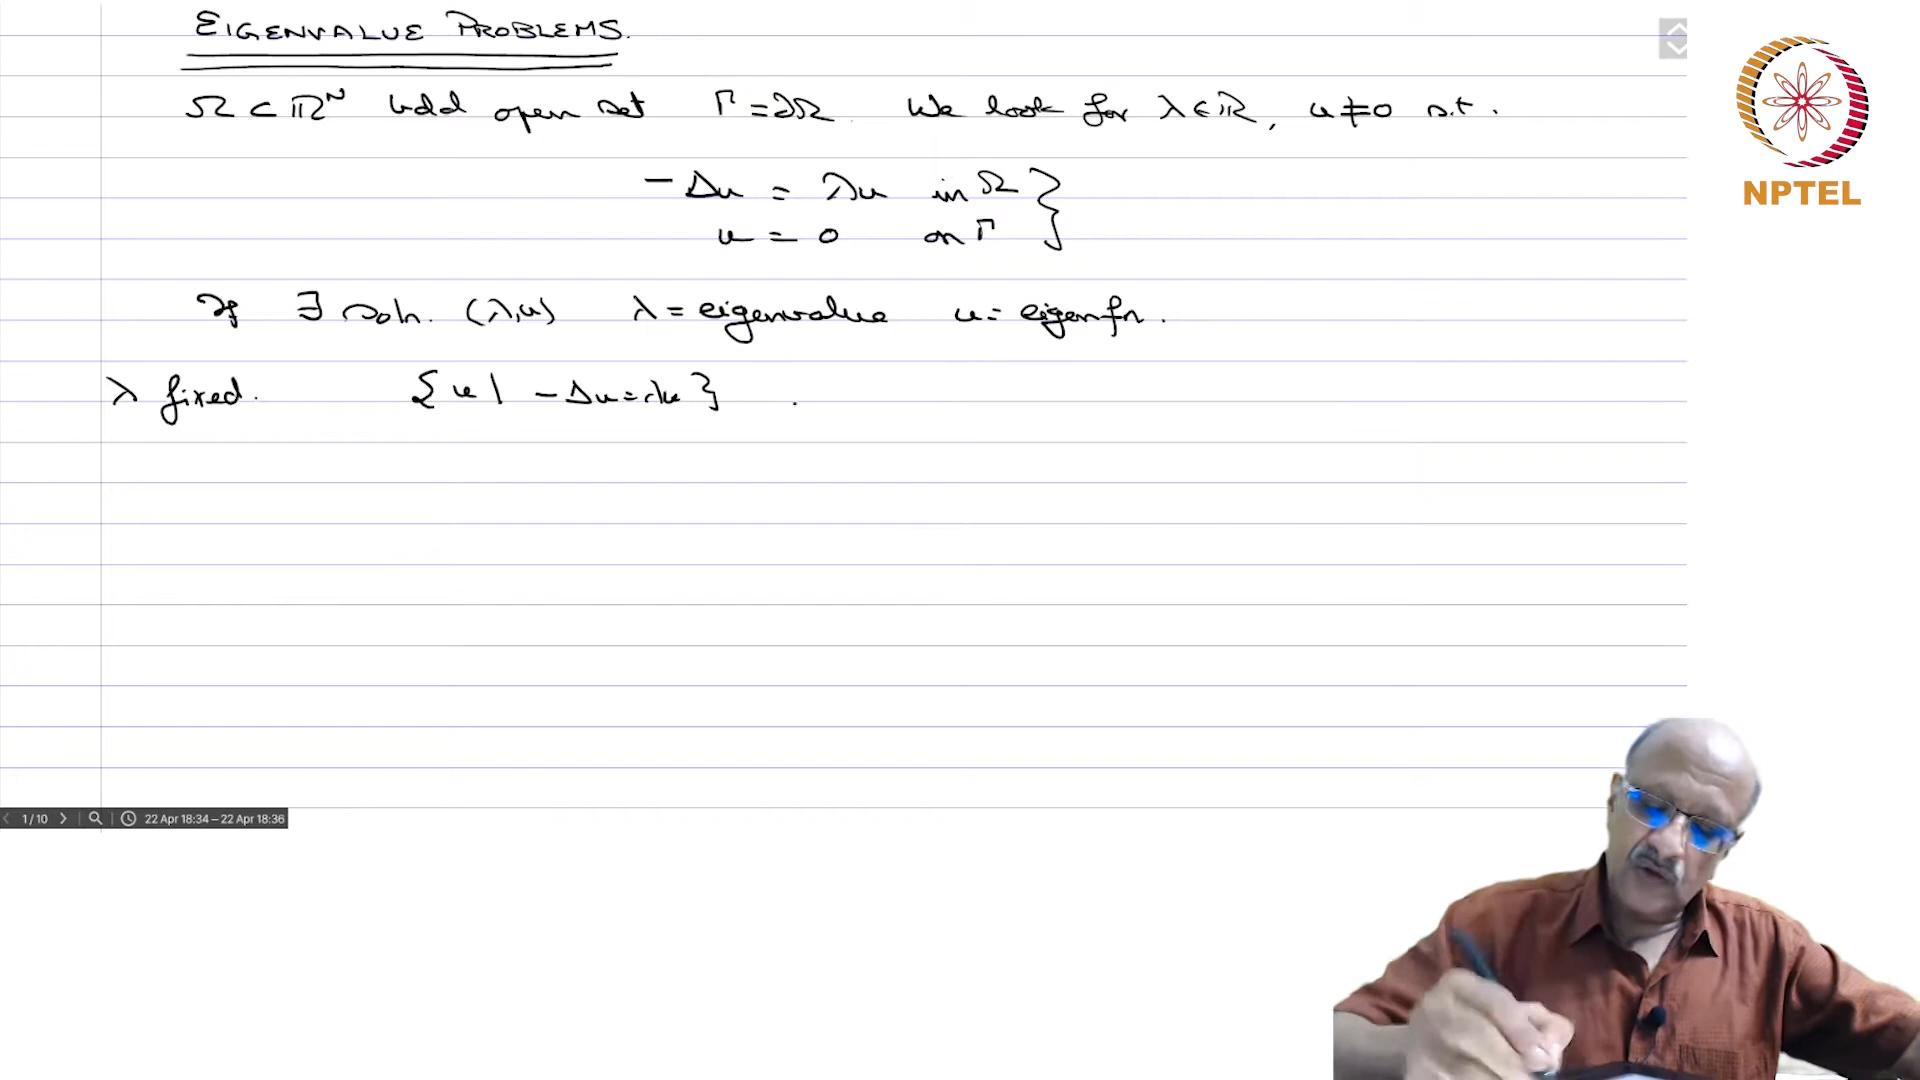 EIGENVALUE PROBLEMS.
Ω ⊂ ℝᴺ bdd open set Γ = ∂Ω. We look for λ ∈ ℝ, u ≠ 0 s.t.
-Δu = λu in Ω }
u = 0 on Γ
If ∃ soln. (λ,u) λ = eigenvalue u = eigenfn.
λ fixed. {u | -Δu = λu} .
NPTEL
1/10
22 Apr 18:34 – 22 Apr 18:36